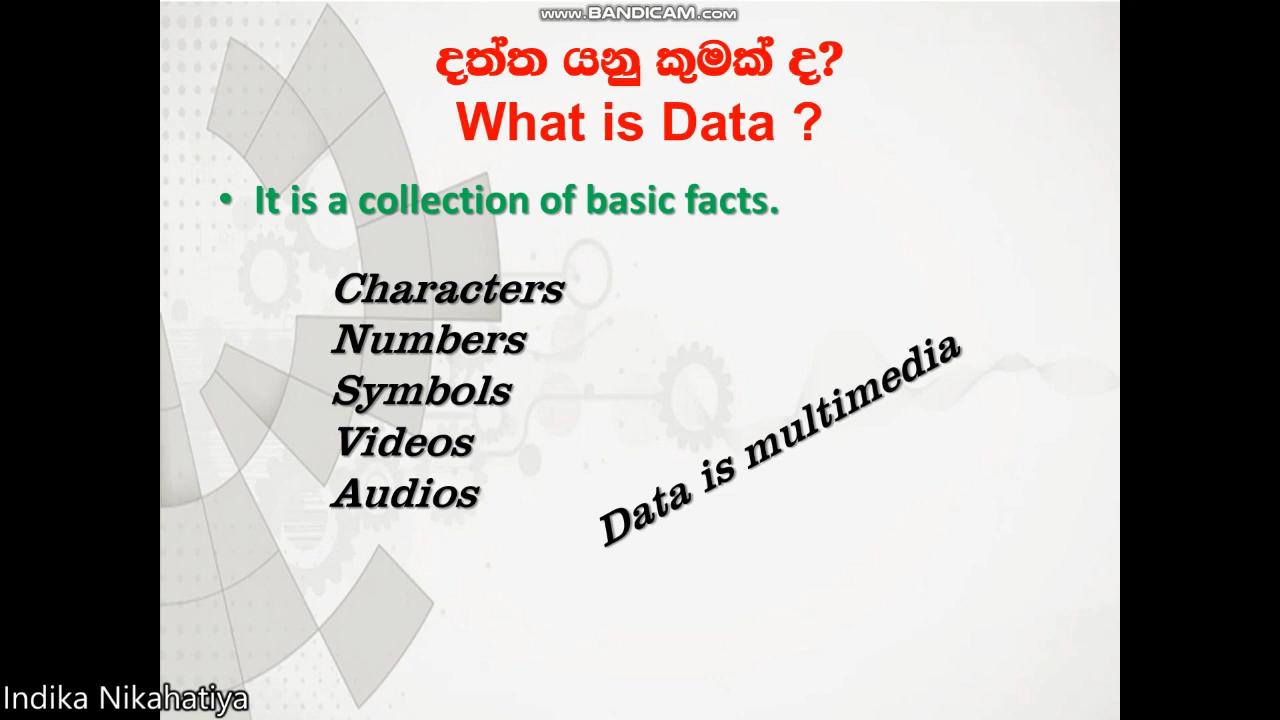 www.BANDICAM.com
දත්ත යනු කුමක් ද?
What is Data ?
• It is a collection of basic facts.
Characters
Numbers
Symbols
Videos
Audios
Data is multimedia
Indika Nikahatiya